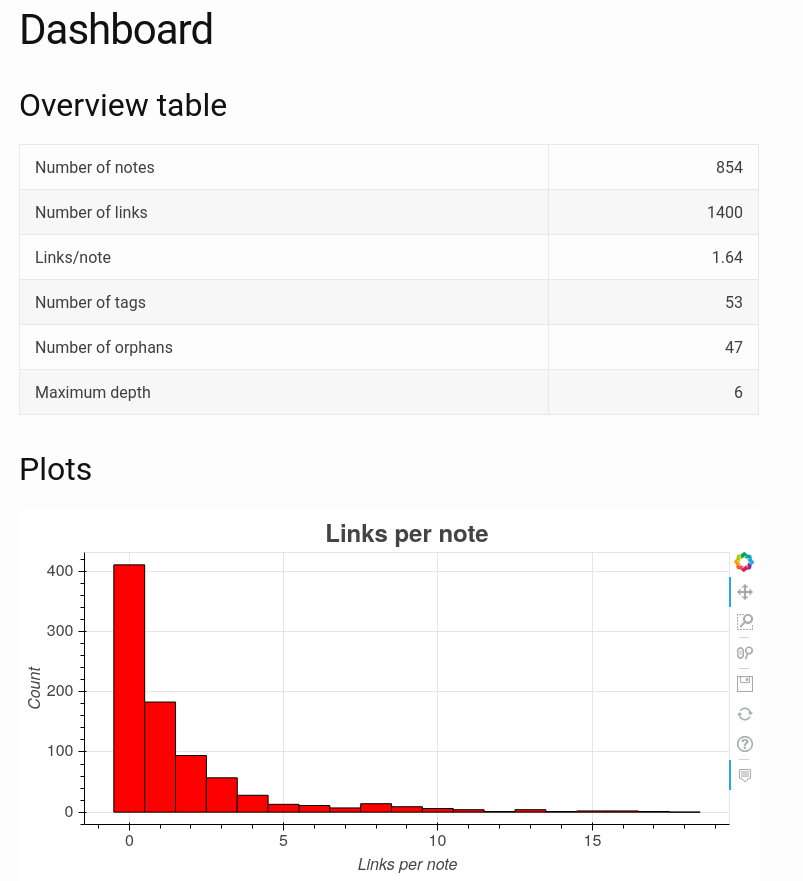 Dashboard
Overview table
Number of notes 854
Number of links 1400
Links/note 1.64
Number of tags 53
Number of orphans 47
Maximum depth 6
Plots
Links per note
400
300
200
100
0
Count
0 5 10 15
Links per note